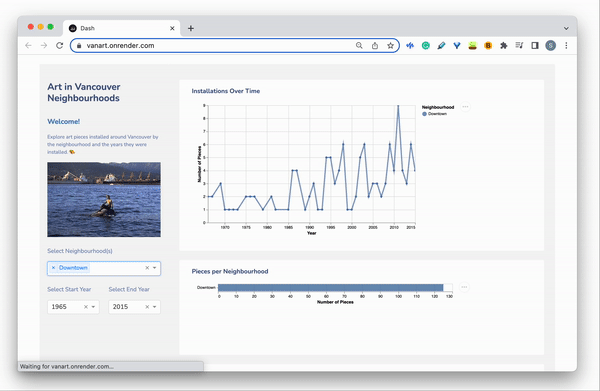 Dash
vanart.onrender.com
S
Art in Vancouver
Neighbourhoods
Welcome!
Explore art pieces installed around Vancouver by
the neighbourhood and the years they were
installed.
Select Neighbourhood(s)
× Downtown
Select Start Year
Select End Year
1965
2015
Installations Over Time
Number of Pieces
9
8
7
6
5
4
3
2
1
0
1970 1975 1980 1985 1990 1995 2000 2005 2010 2015
Year
Neighbourhood
Downtown
Pieces per Neighbourhood
Downtown
0 10 20 30 40 50 60 70 80 90 100 110 120 130
Number of Pieces
Waiting for vanart.onrender.com...